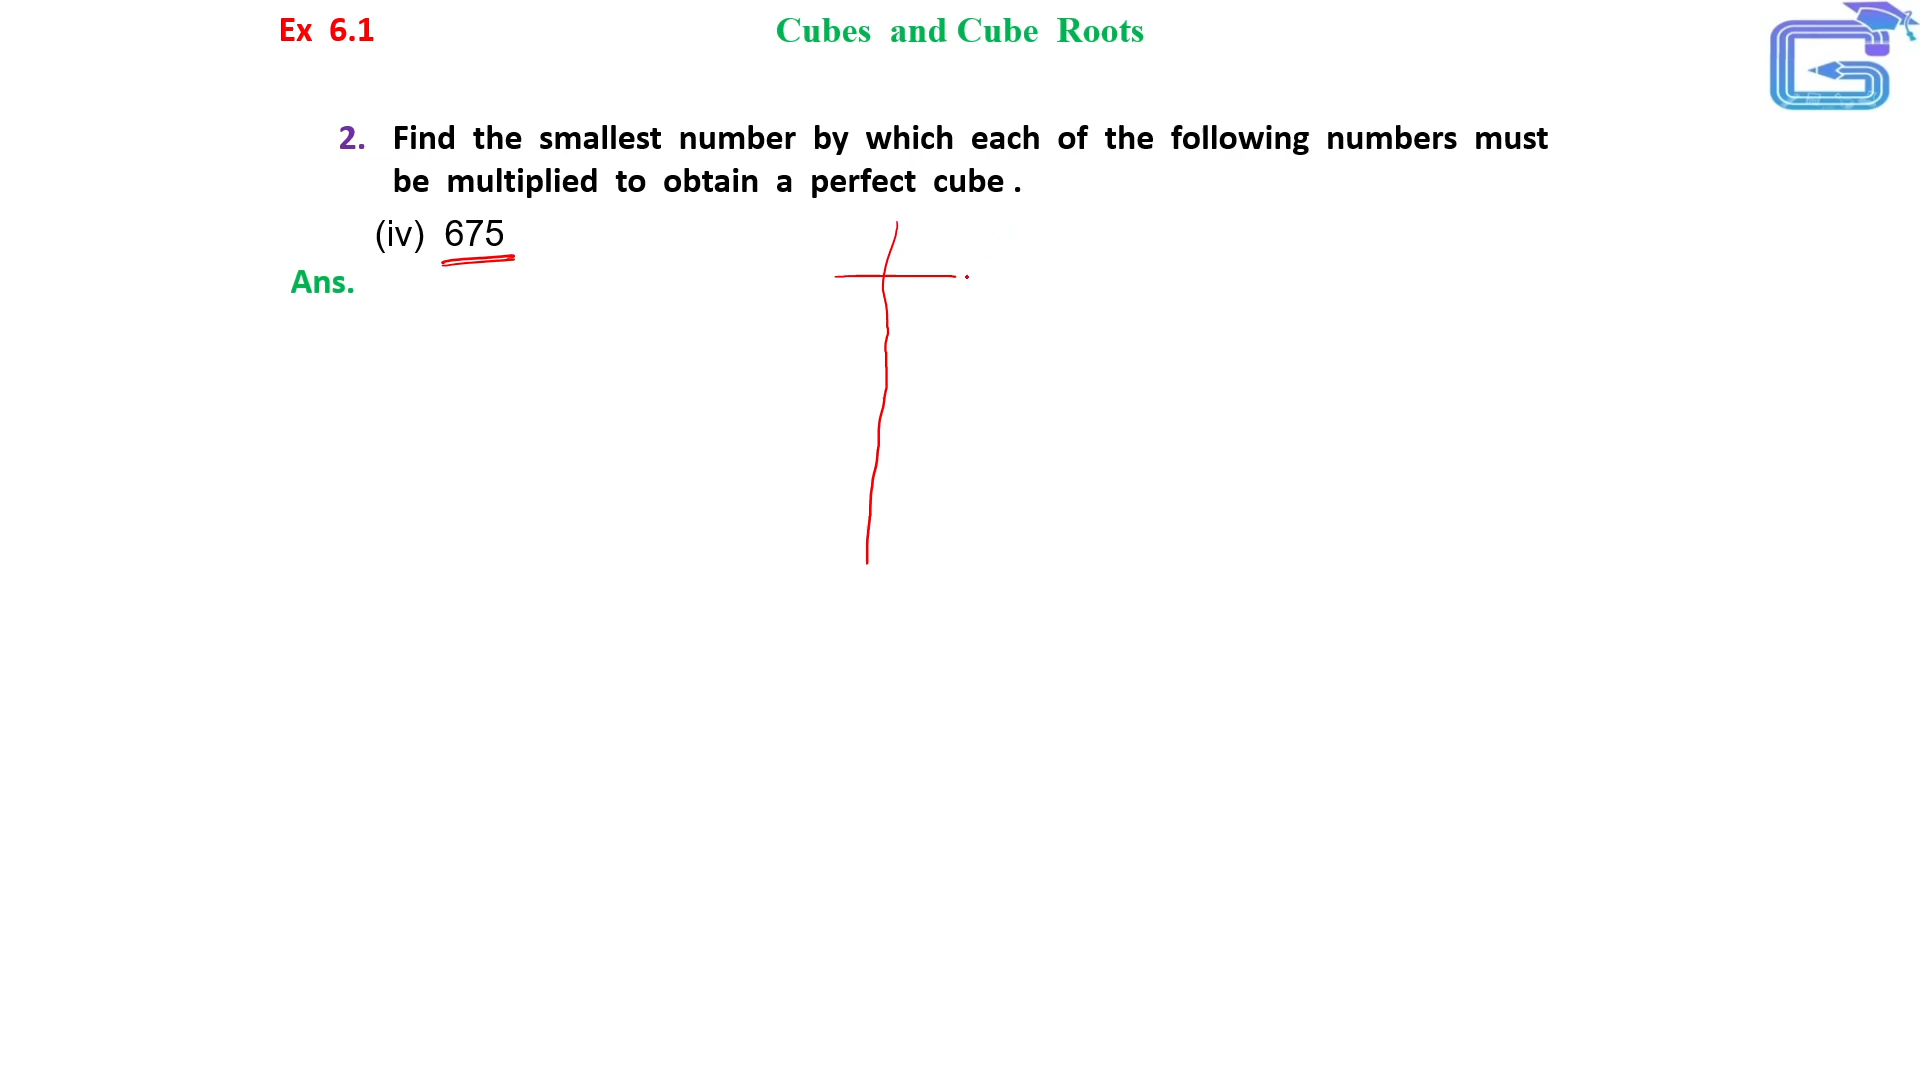 Ex 6.1
Cubes and Cube Roots
2. Find the smallest number by which each of the following numbers must
be multiplied to obtain a perfect cube .
(iv) 675
Ans.